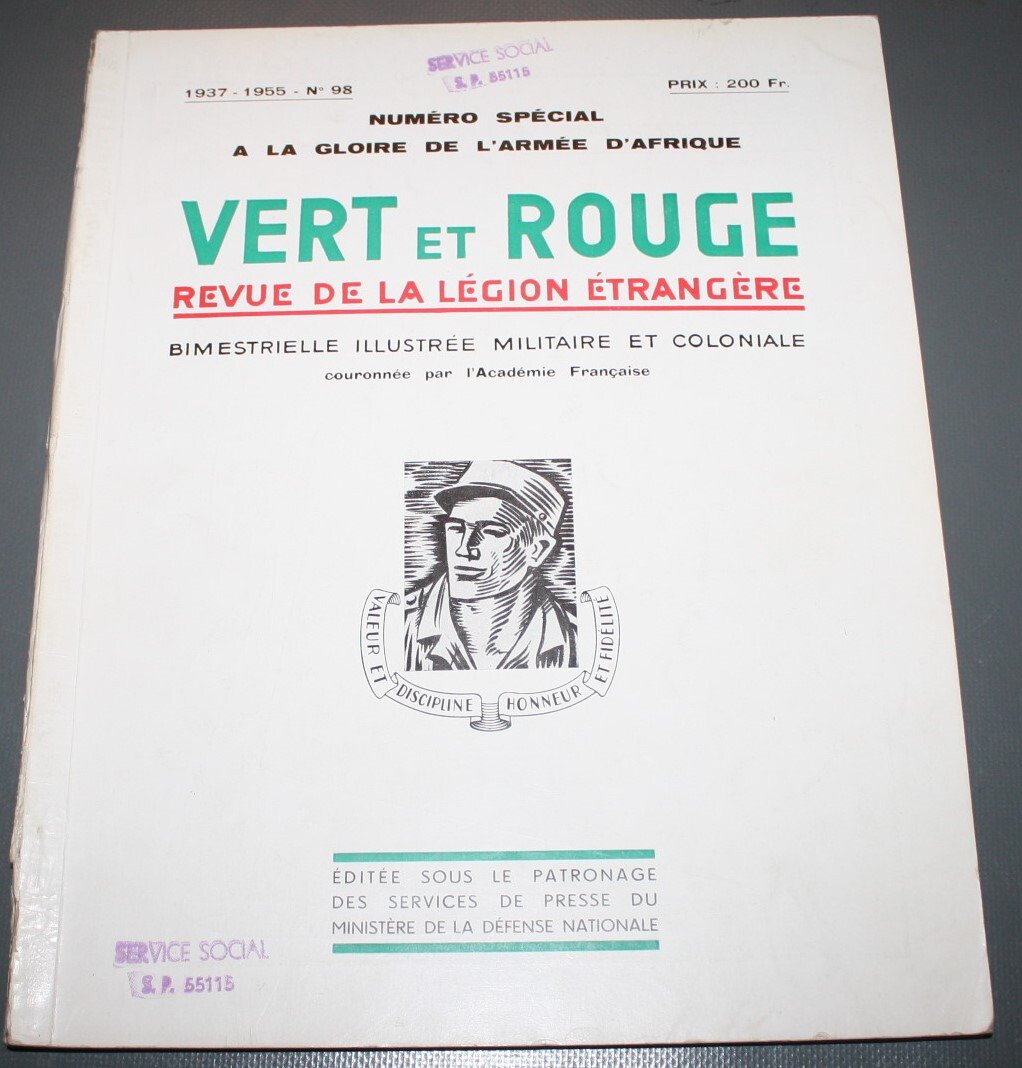 SERVICE SOCIAL
S. P. 55115
1937 - 1955 - N° 98
PRIX : 200 Fr.
NUMÉRO SPÉCIAL
A LA GLOIRE DE L'ARMÉE D'AFRIQUE
VERT ET ROUGE
REVUE DE LA LÉGION ÉTRANGÈRE
BIMESTRIELLE ILLUSTRÉE MILITAIRE ET COLONIALE
couronnée par l'Académie Française
VALEUR ET
DISCIPLINE
HONNEUR
ET FIDELITÉ
ÉDITÉE SOUS LE PATRONAGE
DES SERVICES DE PRESSE DU
MINISTÈRE DE LA DÉFENSE NATIONALE
SERVICE SOCIAL
S. P. 55115